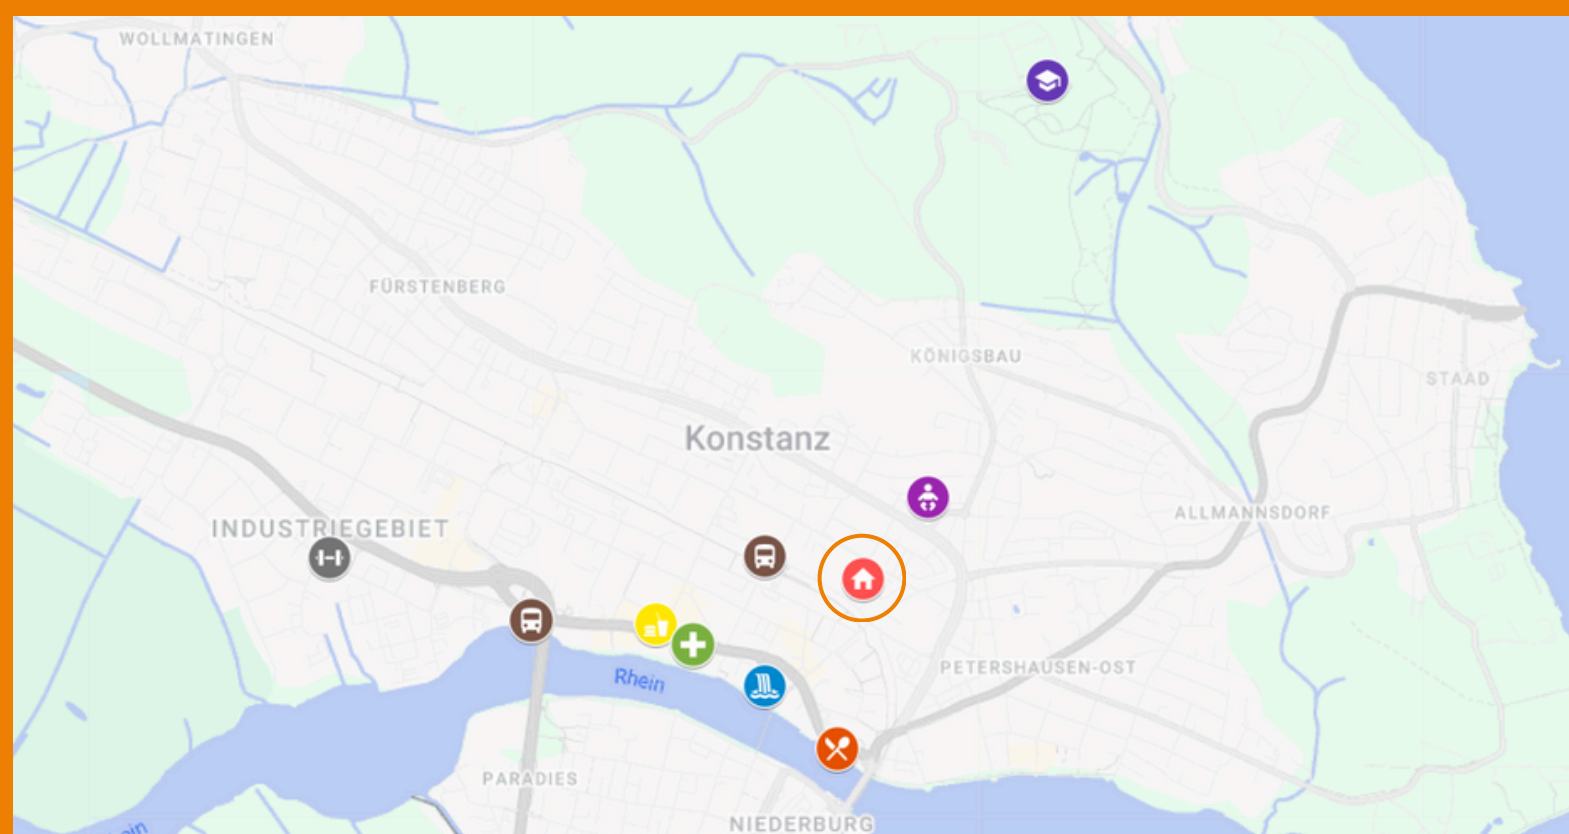 WOLLMATINGEN
FÜRSTENBERG
KÖNIGSBAU
STAAD
Konstanz
INDUSTRIEGEBIET
ALLMANNSDORF
PETERSHAUSEN-OST
Rhein
PARADIES
NIEDERBURG